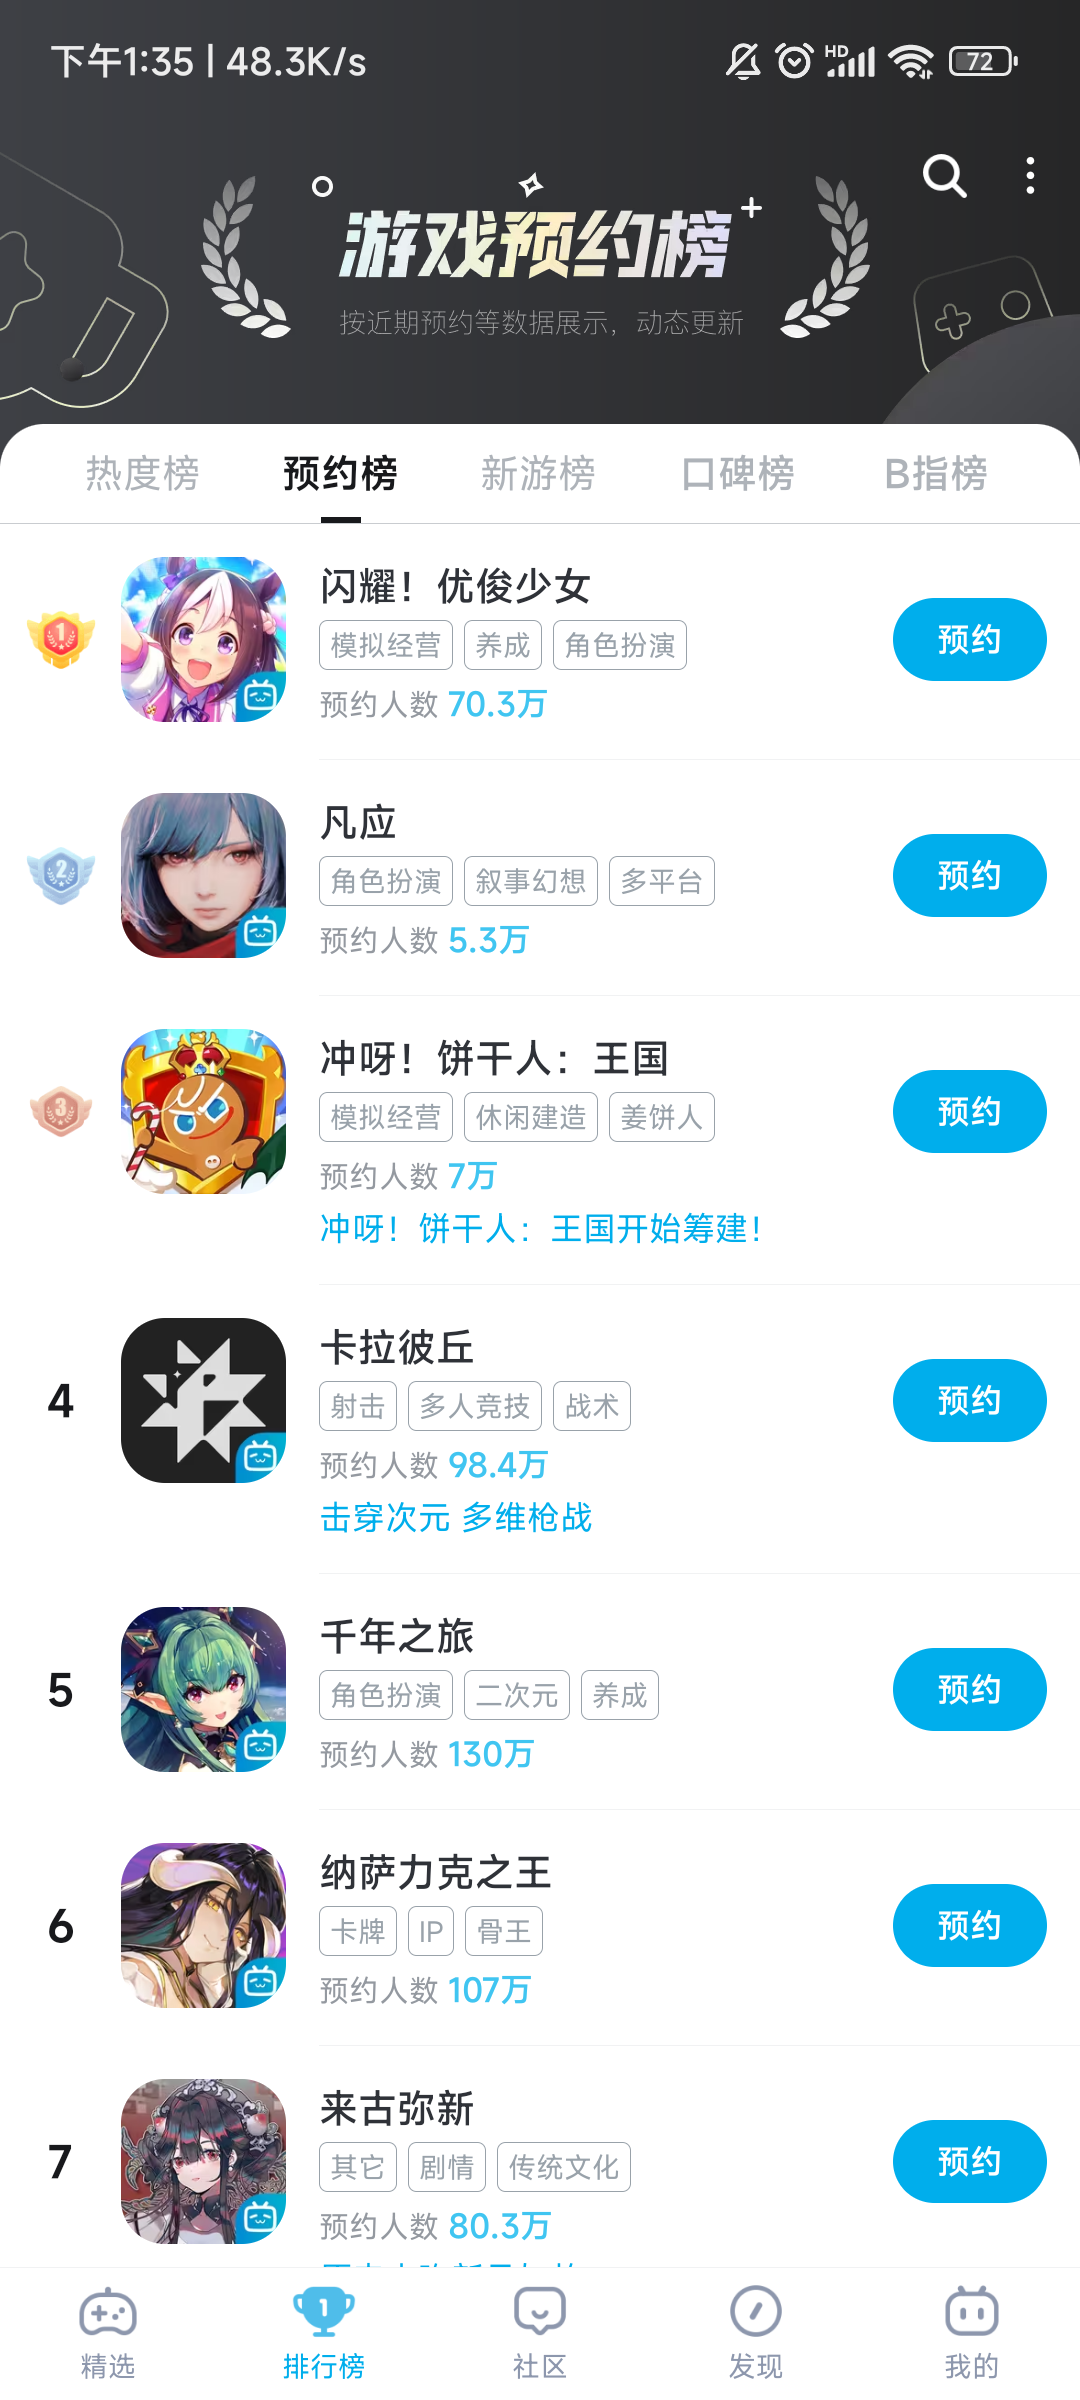 下午1:35 | 48.3K/s
HD
72
游戏预约榜
按近期预约等数据展示，动态更新
热度榜 预约榜 新游榜 口碑榜 B指榜
1
闪耀！优俊少女
模拟经营 养成 角色扮演
预约人数 70.3万
预约
2
凡应
角色扮演 叙事幻想 多平台
预约人数 5.3万
预约
3
冲呀！饼干人：王国
模拟经营 休闲建造 姜饼人
预约人数 7万
冲呀！饼干人：王国开始筹建！
预约
4
卡拉彼丘
射击 多人竞技 战术
预约人数 98.4万
击穿次元 多维枪战
预约
5
千年之旅
角色扮演 二次元 养成
预约人数 130万
预约
6
纳萨力克之王
卡牌 IP 骨王
预约人数 107万
预约
7
来古弥新
其它 剧情 传统文化
预约人数 80.3万
预约
精选 排行榜 社区 发现 我的